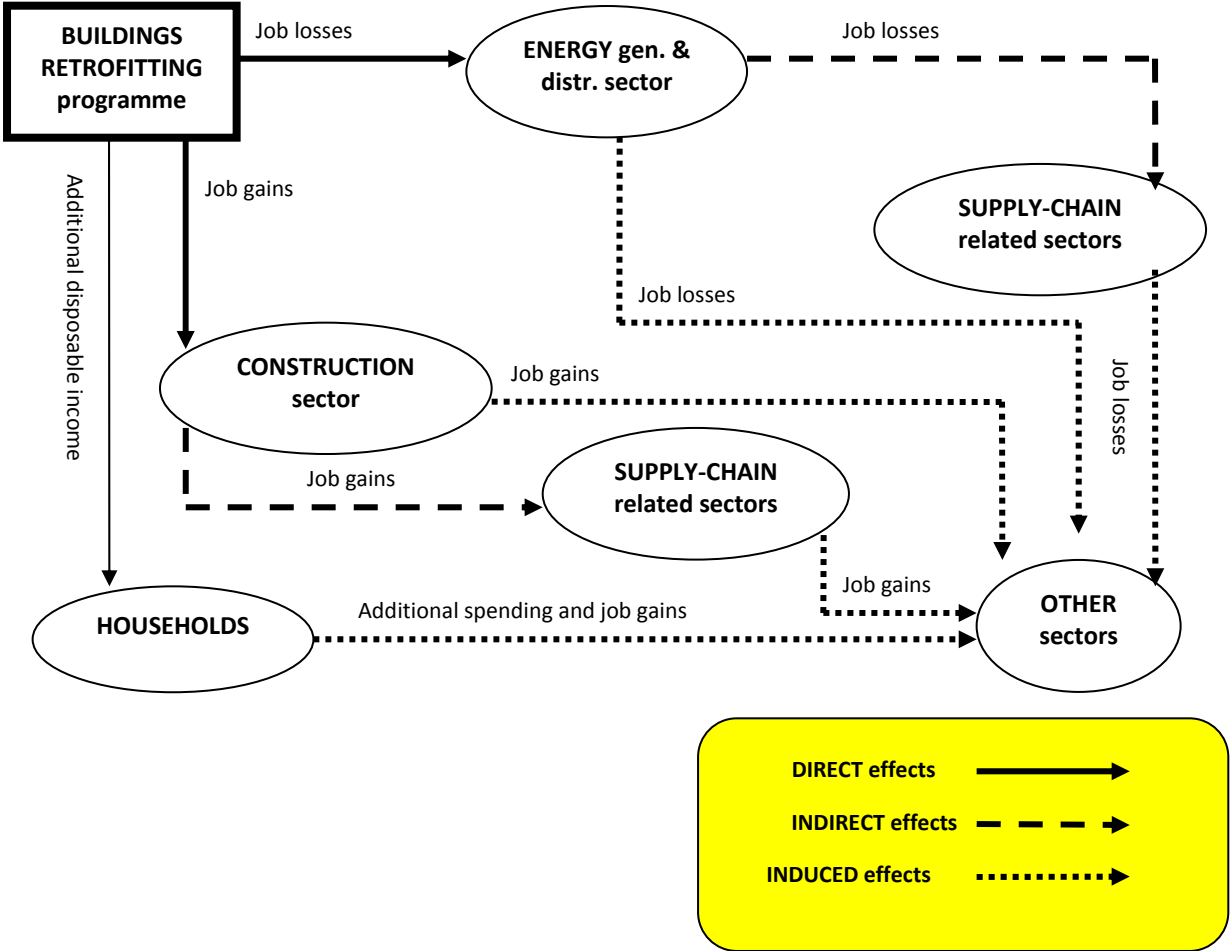 BUILDINGS
RETROFITTING
programme
Job losses
ENERGY gen. &
distr. sector
Job losses
Additional disposable income
Job gains
SUPPLY-CHAIN
related sectors
Job losses
CONSTRUCTION
sector
Job gains
Job losses
Job gains
SUPPLY-CHAIN
related sectors
Job gains
HOUSEHOLDS
Additional spending and job gains
OTHER
sectors
DIRECT effects
INDIRECT effects
INDUCED effects